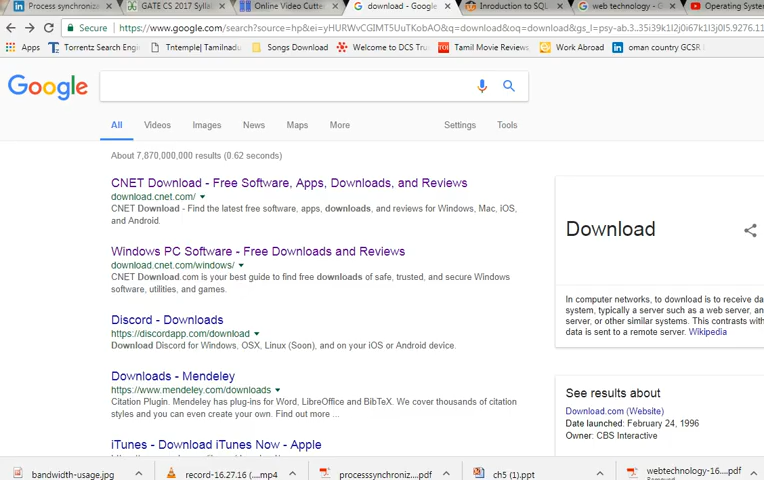 Process synchroniza
GATE CS 2017 Syllab
Online Video Cutter
download - Google
Inroduction to SQL
web technology - G
Operating System
Secure
https://www.google.com/search?source=hp&ei=yHURWvCGIMT5UuTKobAO&q=download&oq=download&gs_l=psy-ab.3..35i39k1l2j0i67k1l3j0l5.9276.11
Apps
Torrentz Search Engi
Tntemple| Tamilnadu
Songs Download
Welcome to DCS Trus
Tamil Movie Reviews
Work Abroad
oman country GCSR
Google
All
Videos
Images
News
Maps
More
Settings
Tools
About 7,870,000,000 results (0.62 seconds)
CNET Download - Free Software, Apps, Downloads, and Reviews
download.cnet.com/
CNET Download - Find the latest free software, apps, downloads, and reviews for Windows, Mac, iOS,
and Android.
Windows PC Software - Free Downloads and Reviews
download.cnet.com/windows/
CNET Download.com is your best guide to find free downloads of safe, trusted, and secure Windows
software, utilities, and games.
Discord - Downloads
https://discordapp.com/download
Download Discord for Windows, OSX, Linux (Soon), and on your iOS or Android device.
Downloads - Mendeley
https://www.mendeley.com/downloads
Citation Plugin. Mendeley has plug-ins for Word, LibreOffice and BibTeX. We cover thousands of citation
styles and you can even create your own. Find out more ...
iTunes - Download iTunes Now - Apple
Download
In computer networks, to download is to receive da
system, typically a server such as a web server, an
server, or other similar systems. This contrasts with
data is sent to a remote server. Wikipedia
See results about
Download.com (Website)
Date launched: February 24, 1996
Owner: CBS Interactive
bandwidth-usage.jpg
record-16.27.16 (....mp4
processsynchroniz....pdf
ch5 (1).ppt
webtechnology-16....pdf